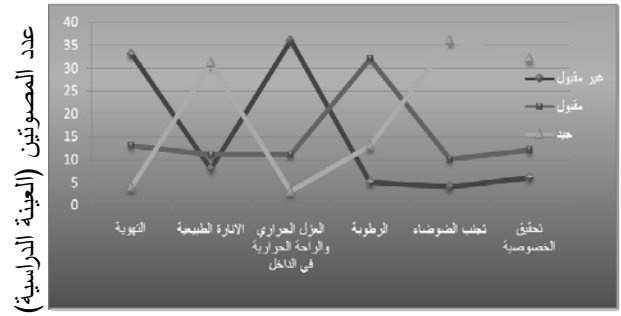 عدد المصوتين (العينة الدراسية)
40
35
30
25
20
15
10
5
0
غير مقبول
مقبول
جيد
التهوية
الانارة الطبيعية
العزل الحراري
والراحة الحرارية
في الداخل
الرطوبة
تجنب الضوضاء
تحقيق
الخصوصية